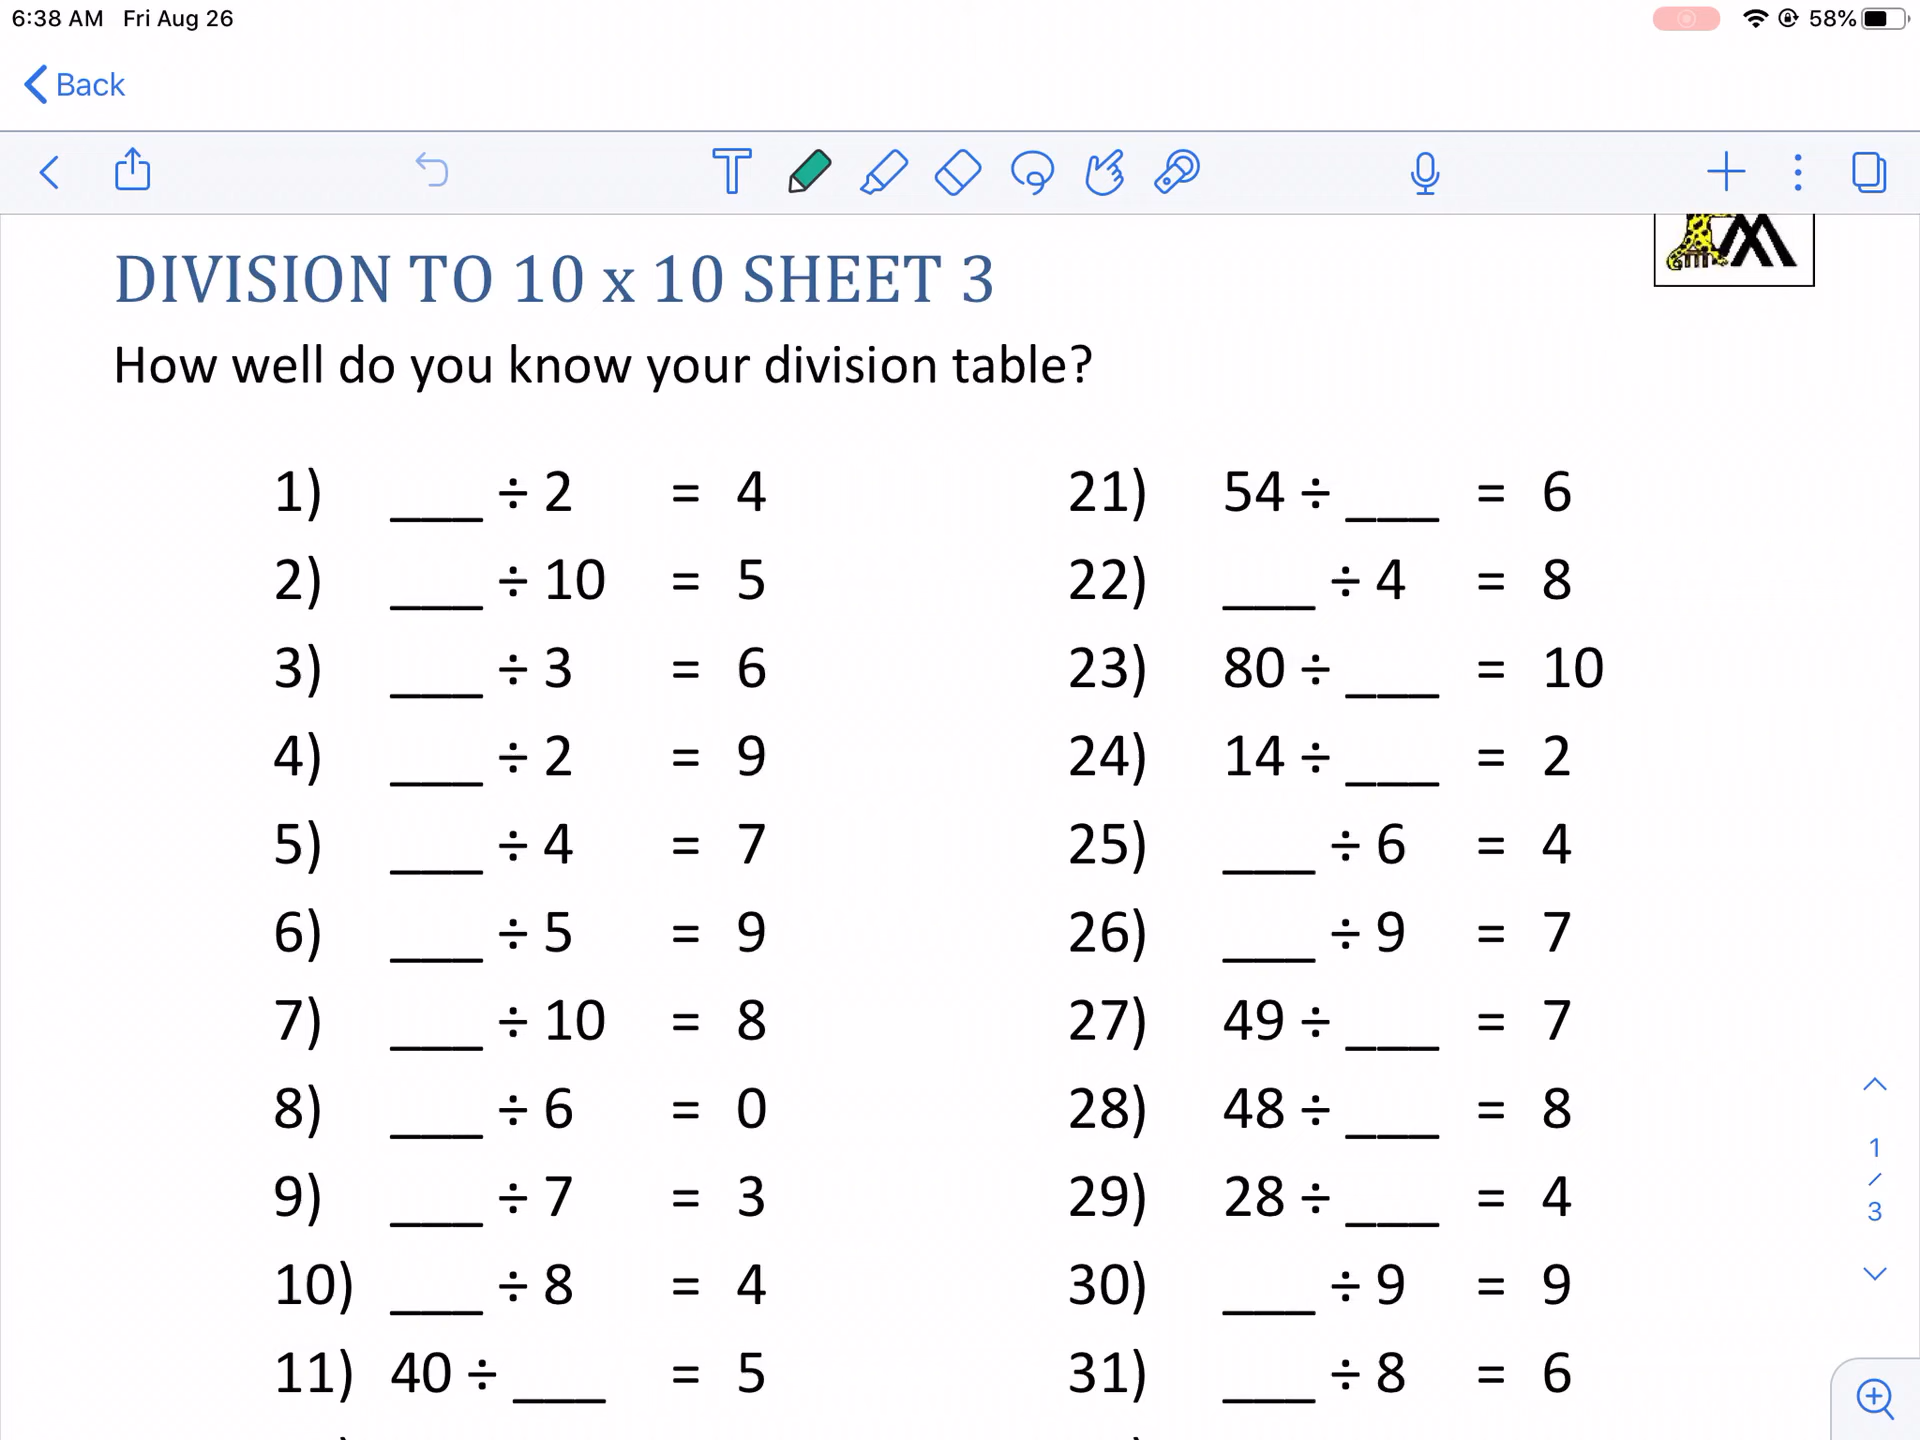 6:38 AM Fri Aug 26
58%
Back
DIVISION TO 10 x 10 SHEET 3
How well do you know your division table?
1) ___ ÷ 2 = 4
2) ___ ÷ 10 = 5
3) ___ ÷ 3 = 6
4) ___ ÷ 2 = 9
5) ___ ÷ 4 = 7
6) ___ ÷ 5 = 9
7) ___ ÷ 10 = 8
8) ___ ÷ 6 = 0
9) ___ ÷ 7 = 3
10) ___ ÷ 8 = 4
11) 40 ÷ ___ = 5
21) 54 ÷ ___ = 6
22) ___ ÷ 4 = 8
23) 80 ÷ ___ = 10
24) 14 ÷ ___ = 2
25) ___ ÷ 6 = 4
26) ___ ÷ 9 = 7
27) 49 ÷ ___ = 7
28) 48 ÷ ___ = 8
29) 28 ÷ ___ = 4
30) ___ ÷ 9 = 9
31) ___ ÷ 8 = 6
1
/
3